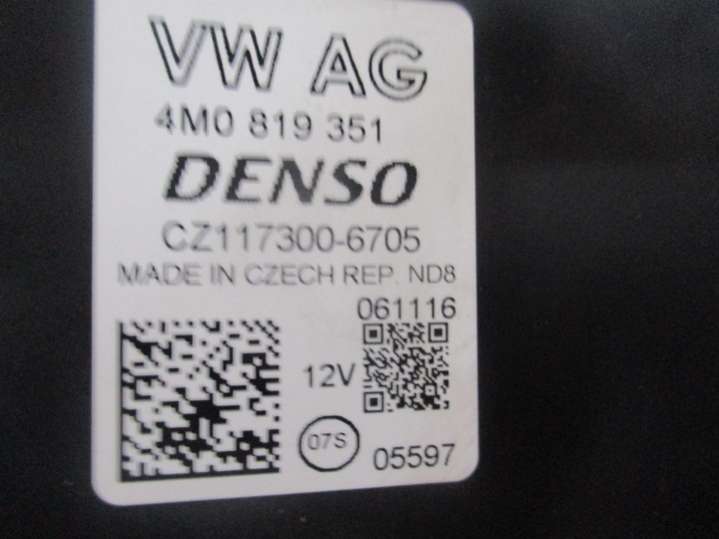 VW AG
4M0 819 351
DENSO
CZ117300-6705
MADE IN CZECH REP. ND8
061116
12V
07S
05597